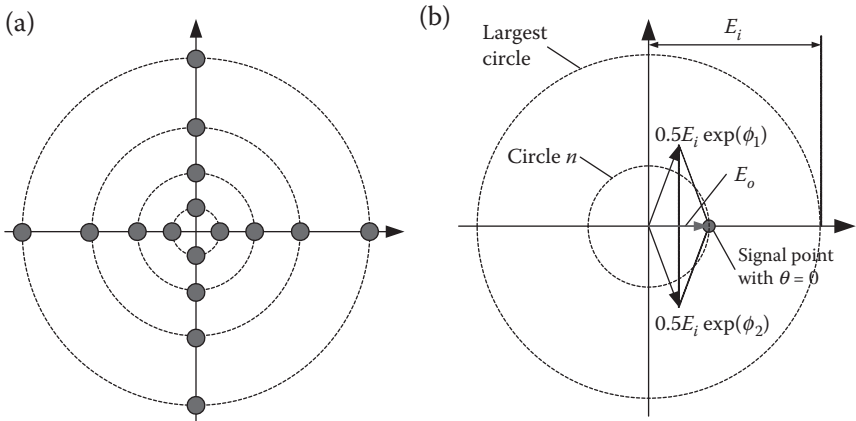 (a)
(b)
Largest
circle
E_i
Circle n
0.5E_i exp(ϕ_1)
E_o
Signal point
with θ = 0
0.5E_i exp(ϕ_2)